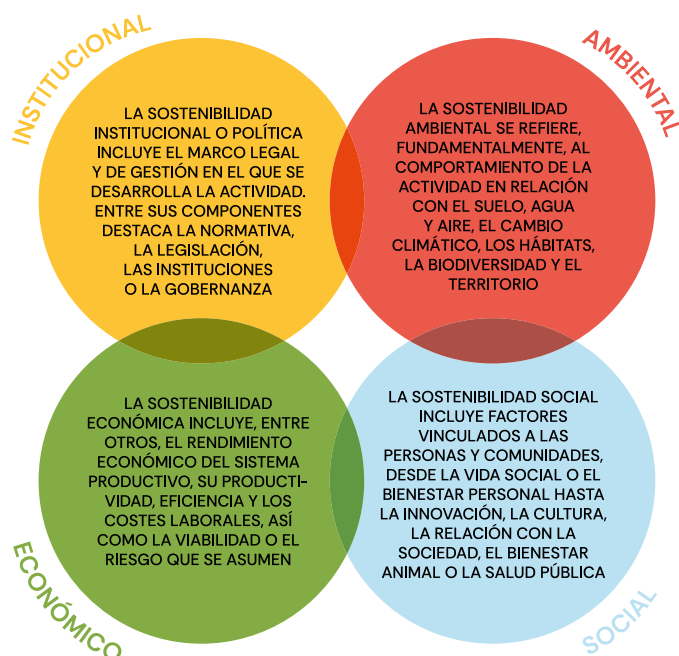 INSTITUCIONAL
LA SOSTENIBILIDAD
INSTITUCIONAL O POLÍTICA
INCLUYE EL MARCO LEGAL
Y DE GESTIÓN EN EL QUE SE
DESARROLLA LA ACTIVIDAD.
ENTRE SUS COMPONENTES
DESTACA LA NORMATIVA,
LA LEGISLACIÓN,
LAS INSTITUCIONES
O LA GOBERNANZA
AMBIENTAL
LA SOSTENIBILIDAD
AMBIENTAL SE REFIERE,
FUNDAMENTALMENTE, AL
COMPORTAMIENTO DE LA
ACTIVIDAD EN RELACIÓN
CON EL SUELO, AGUA
Y AIRE, EL CAMBIO
CLIMÁTICO, LOS HÁBITATS,
LA BIODIVERSIDAD Y EL
TERRITORIO
LA SOSTENIBILIDAD
ECONÓMICA INCLUYE, ENTRE
OTROS, EL RENDIMIENTO
ECONÓMICO DEL SISTEMA
PRODUCTIVO, SU PRODUCTI-
VIDAD, EFICIENCIA Y LOS
COSTES LABORALES, ASÍ
COMO LA VIABILIDAD O EL
RIESGO QUE SE ASUMEN
ECONÓMICO
LA SOSTENIBILIDAD SOCIAL
INCLUYE FACTORES
VINCULADOS A LAS
PERSONAS Y COMUNIDADES,
DESDE LA VIDA SOCIAL O EL
BIENESTAR PERSONAL HASTA
LA INNOVACIÓN, LA CULTURA,
LA RELACIÓN CON LA
SOCIEDAD, EL BIENESTAR
ANIMAL O LA SALUD PÚBLICA
SOCIAL